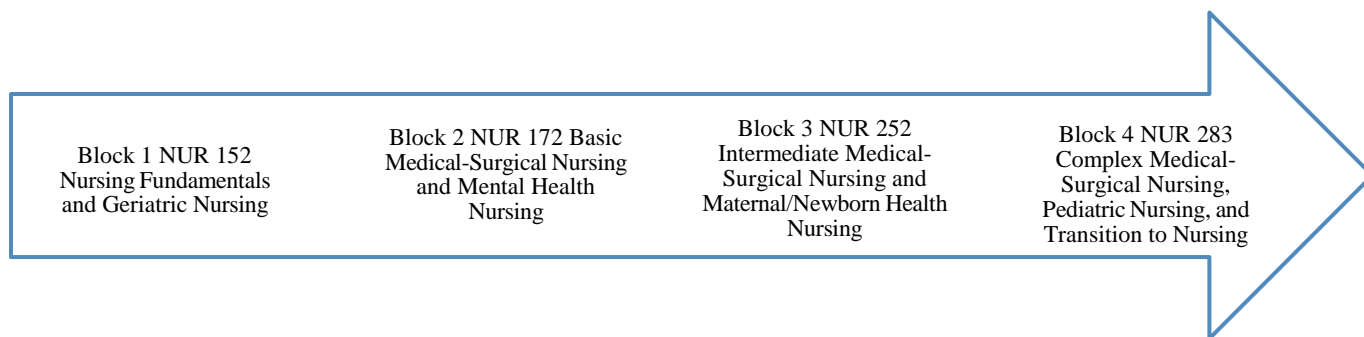 Block 1 NUR 152
Nursing Fundamentals
and Geriatric Nursing
Block 2 NUR 172 Basic
Medical-Surgical Nursing
and Mental Health
Nursing
Block 3 NUR 252
Intermediate Medical-
Surgical Nursing and
Maternal/Newborn Health
Nursing
Block 4 NUR 283
Complex Medical-
Surgical Nursing,
Pediatric Nursing, and
Transition to Nursing